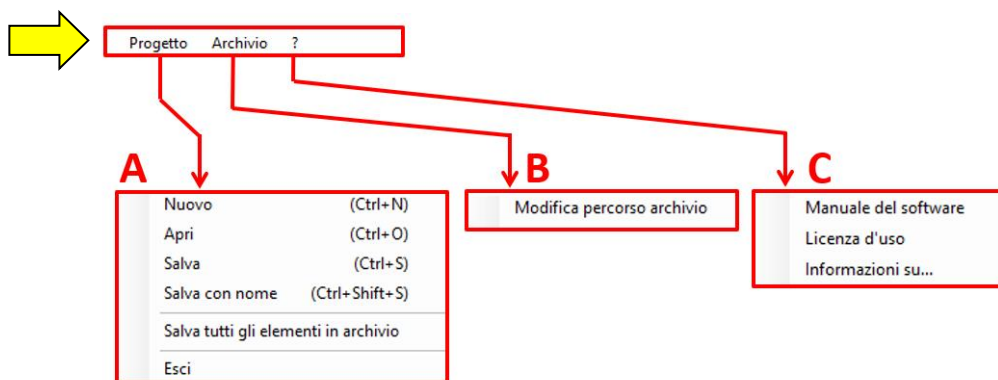 Progetto Archivio ?
A
Nuovo (Ctrl+N)
Apri (Ctrl+O)
Salva (Ctrl+S)
Salva con nome (Ctrl+Shift+S)
Salva tutti gli elementi in archivio
Esci
B
Modifica percorso archivio
C
Manuale del software
Licenza d'uso
Informazioni su...